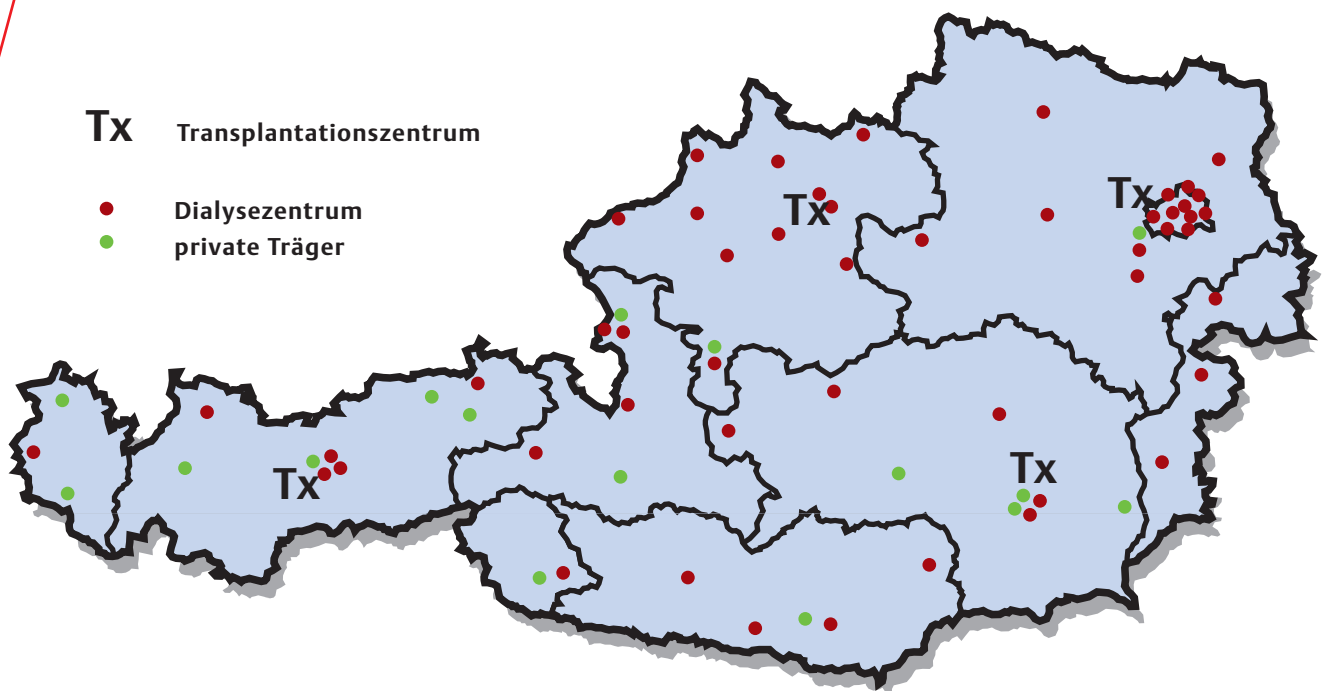 Tx Transplantationszentrum
Dialysezentrum
private Träger
Tx
Tx
Tx
Tx